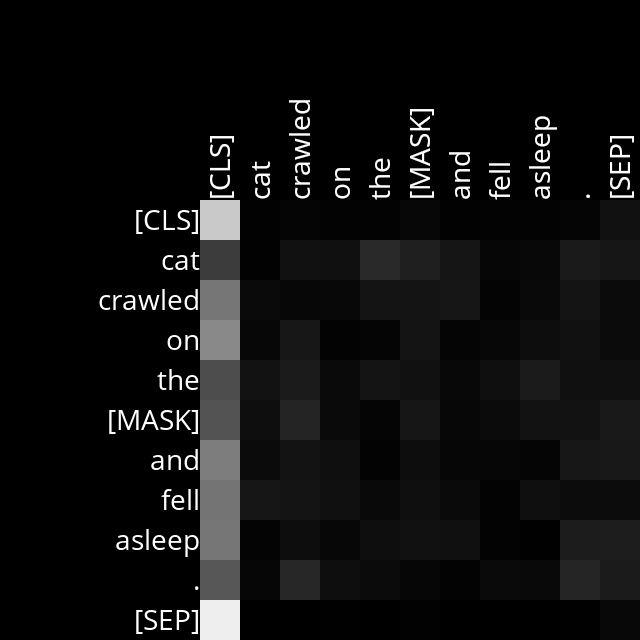 [CLS] cat crawled on the [MASK] and fell asleep . [SEP]
[CLS]
cat
crawled
on
the
[MASK]
and
fell
asleep
.
[SEP]